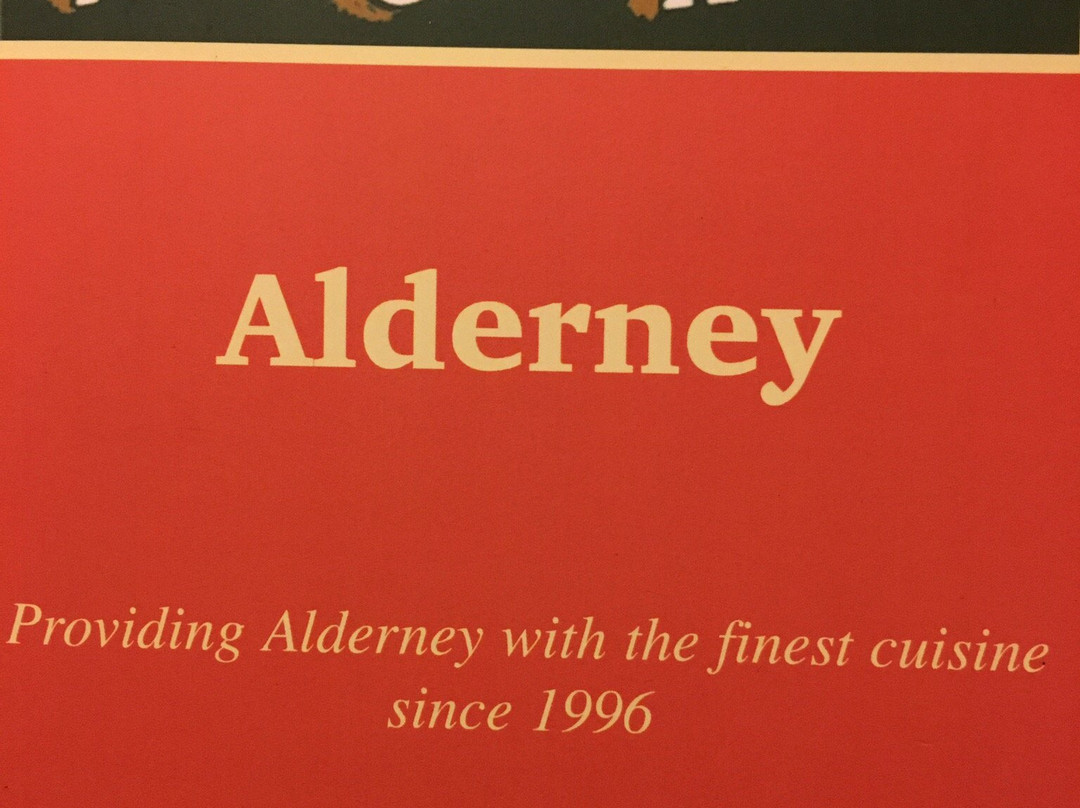 Alderney
Providing Alderney with the finest cuisine
since 1996